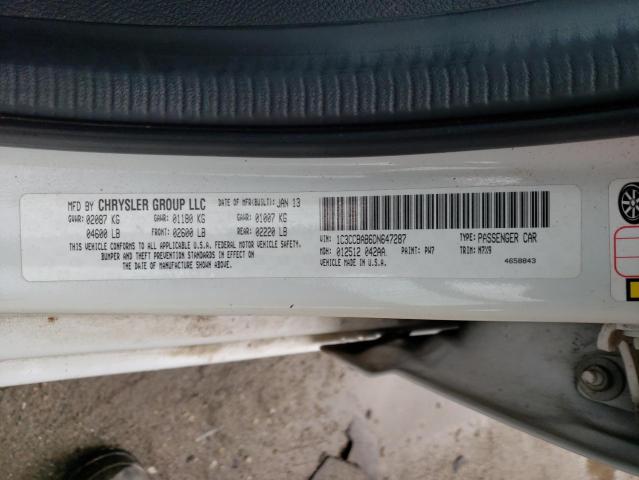 MFD BY CHRYSLER GROUP LLC DATE OF MFR(BUILT): JAN 13
GVWR: 02087 KG GAWR: 01180 KG GAWR: 01007 KG
04600 LB FRONT: 02600 LB REAR: 02220 LB
THIS VEHICLE CONFORMS TO ALL APPLICABLE U.S.A. FEDERAL MOTOR VEHICLE SAFETY,
BUMPER AND THEFT PREVENTION STANDARDS IN EFFECT ON
THE DATE OF MANUFACTURE SHOWN ABOVE.
VIN: 1C3CCBAB6DN647287 TYPE: PASSENGER CAR
MDH: 012512 042AA PAINT: PW7 TRIM: M7X9
VEHICLE MADE IN U.S.A. 4658843